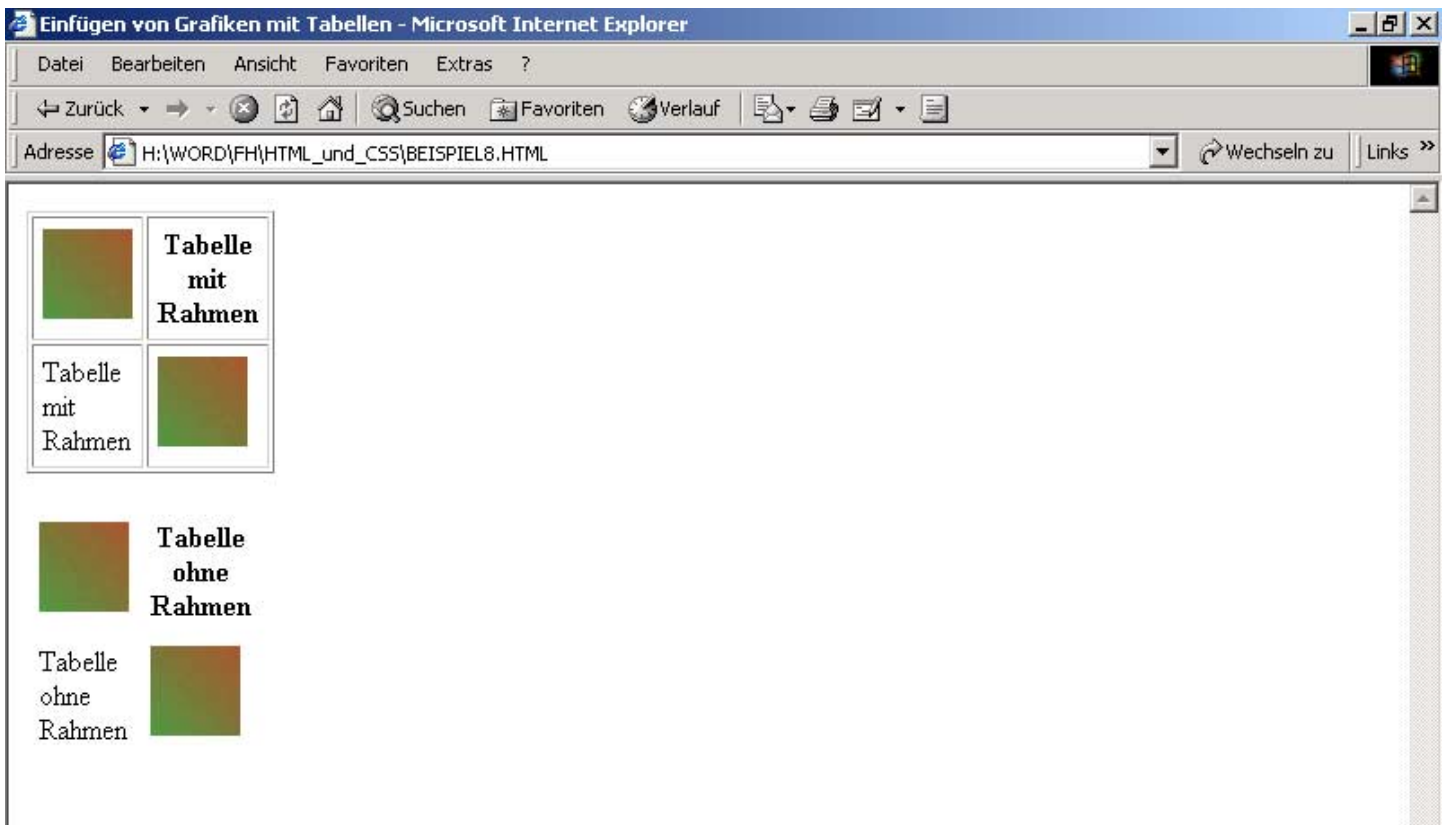 Einfügen von Grafiken mit Tabellen - Microsoft Internet Explorer
Datei Bearbeiten Ansicht Favoriten Extras ?
Zurück Suchen Favoriten Verlauf
Adresse H:\WORD\FH\HTML_und_CSS\BEISPIEL8.HTML Wechseln zu Links »
Tabelle
mit
Rahmen
Tabelle
mit
Rahmen
Tabelle
ohne
Rahmen
Tabelle
ohne
Rahmen